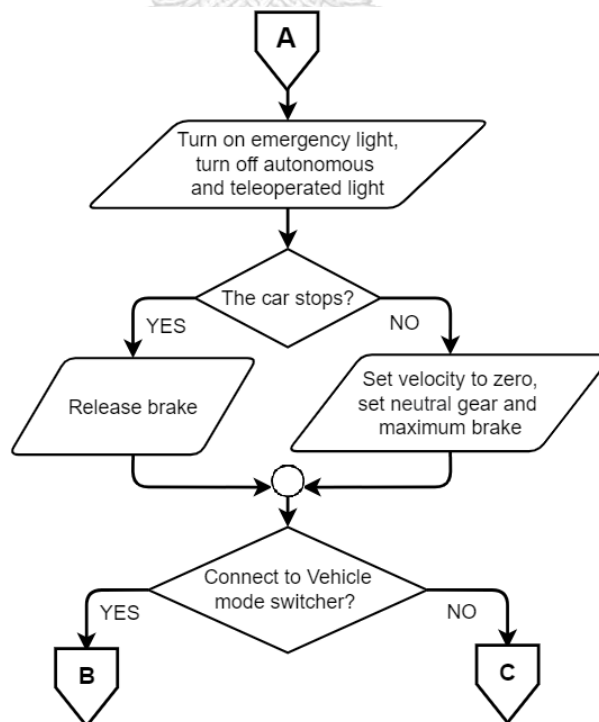 A
Turn on emergency light,
turn off autonomous
and teleoperated light
The car stops?
YES
NO
Release brake
Set velocity to zero,
set neutral gear and
maximum brake
Connect to Vehicle
mode switcher?
YES
NO
B
C